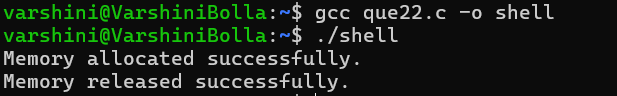 varshini@VarshiniBolla:~$ gcc que22.c -o shell
varshini@VarshiniBolla:~$ ./shell
Memory allocated successfully.
Memory released successfully.